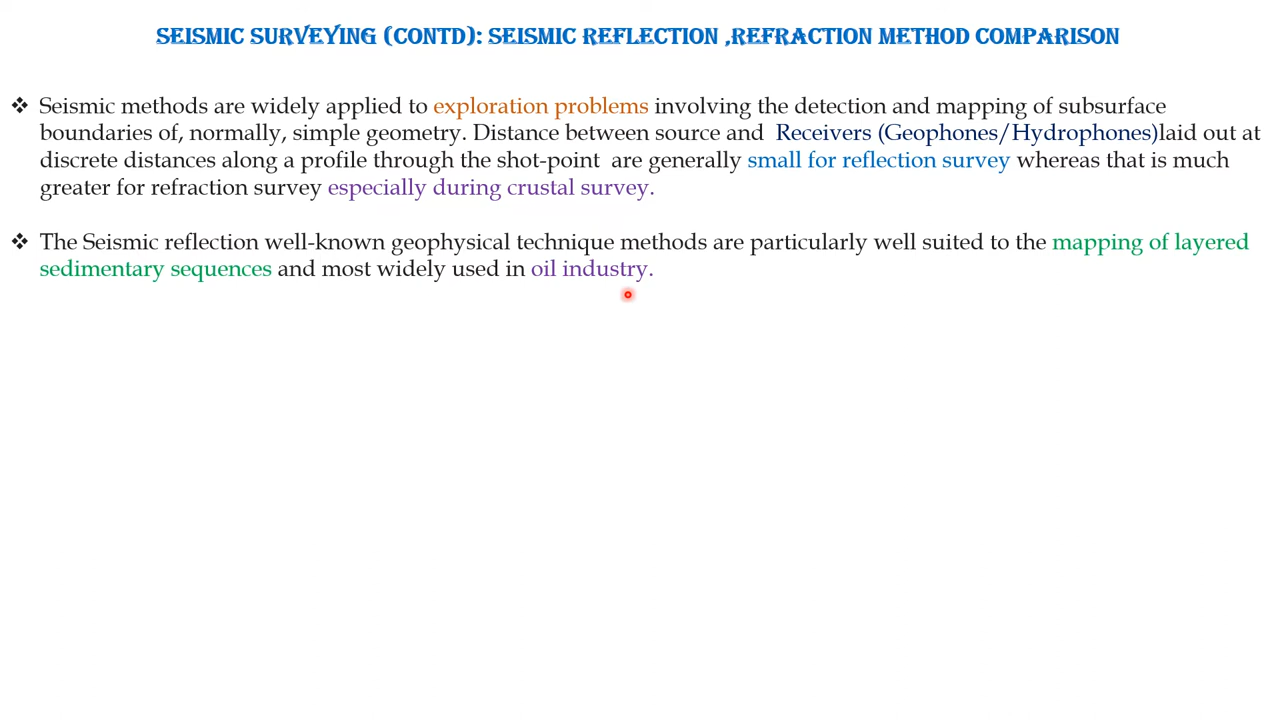 SEISMIC SURVEYING (CONTD): SEISMIC REFLECTION ,REFRACTION METHOD COMPARISON
❖ Seismic methods are widely applied to exploration problems involving the detection and mapping of subsurface
boundaries of, normally, simple geometry. Distance between source and Receivers (Geophones/Hydrophones)laid out at
discrete distances along a profile through the shot-point are generally small for reflection survey whereas that is much
greater for refraction survey especially during crustal survey.
❖ The Seismic reflection well-known geophysical technique methods are particularly well suited to the mapping of layered
sedimentary sequences and most widely used in oil industry.